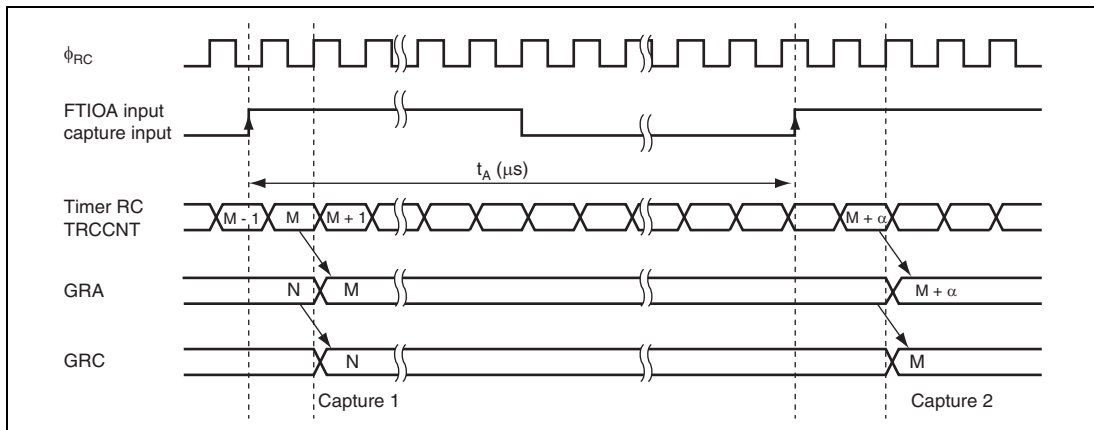 ϕRC
FTIOA input
capture input
tA (μs)
Timer RC
TRCCNT
M - 1
M
M + 1
M + α
GRA
N
M
M + α
GRC
N
M
Capture 1
Capture 2